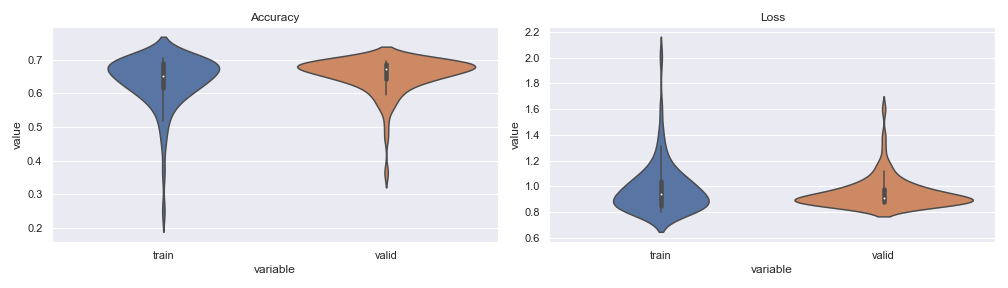 Accuracy
value
0.7
0.6
0.5
0.4
0.3
0.2
train
valid
variable
Loss
value
2.2
2.0
1.8
1.6
1.4
1.2
1.0
0.8
0.6
train
valid
variable